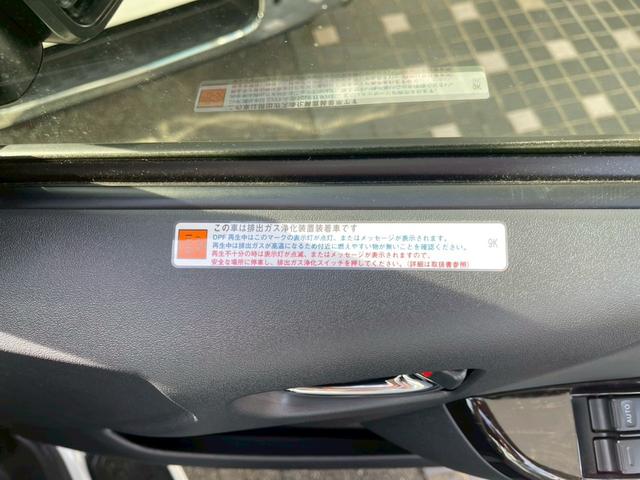 この車は排出ガス浄化装置装着車です
DPF 再生中はこのマークの表示灯が点灯、またはメッセージが表示されます。
再生中は排出ガスが高温になるため付近に燃えやすい物が無いことを確認ください。
再生不十分の時は表示灯が点滅、またはメッセージが表示されますので、
安全な場所に停車し、排出ガス浄化スイッチを押してください。（詳細は取扱書参照）
9K
AUTO